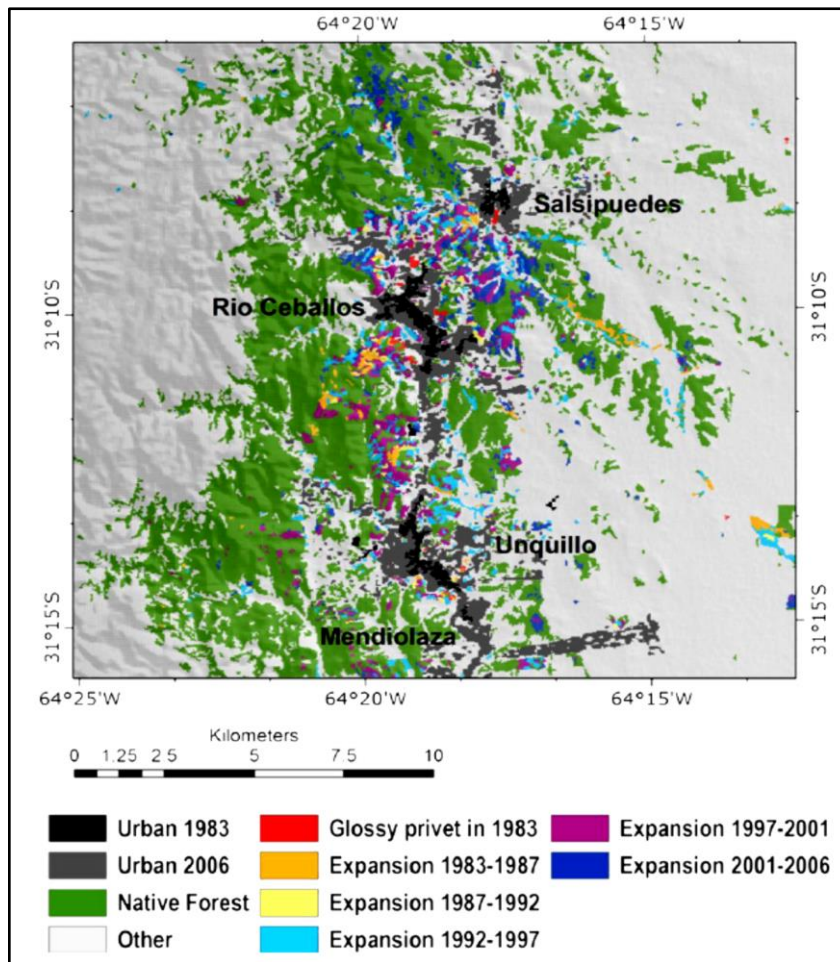 64°20'W 64°15'W
Salsipuedes
Rio Ceballos
31°10'S 31°10'S
Unquillo
31°15'S 31°15'S
Mendiolaza
64°25'W 64°20'W 64°15'W
Kilometers
0 1.25 2.5 5 7.5 10
Urban 1983 Glossy privet in 1983 Expansion 1997-2001
Urban 2006 Expansion 1983-1987 Expansion 2001-2006
Native Forest Expansion 1987-1992
Other Expansion 1992-1997